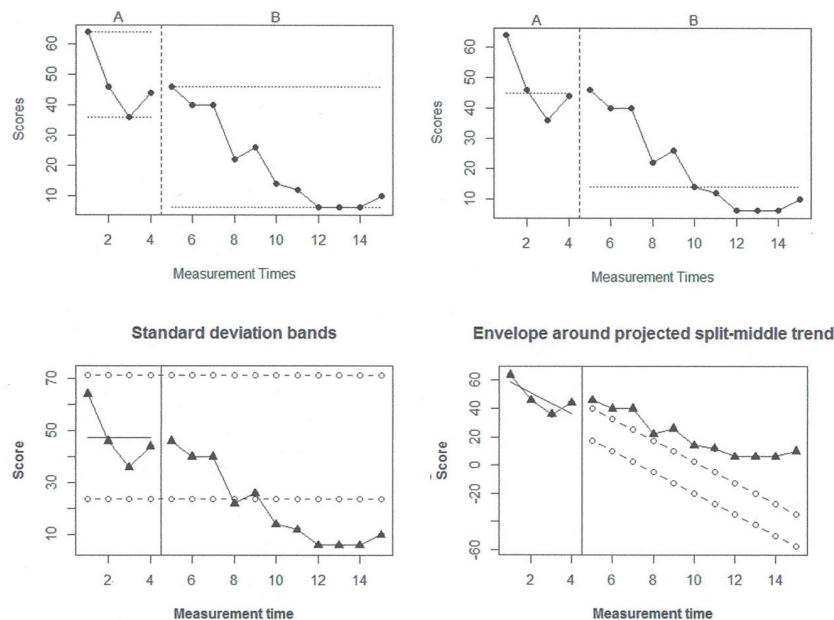 A B
60
50
40
30
20
10
Scores
2 4 6 8 10 12 14
Measurement Times
A B
60
50
40
30
20
10
Scores
2 4 6 8 10 12 14
Measurement Times
Standard deviation bands
70
50
30
10
Score
2 4 6 8 10 12 14
Measurement time
Envelope around projected split-middle trend
60
40
20
0
-20
-60
Score
2 4 6 8 10 12 14
Measurement time